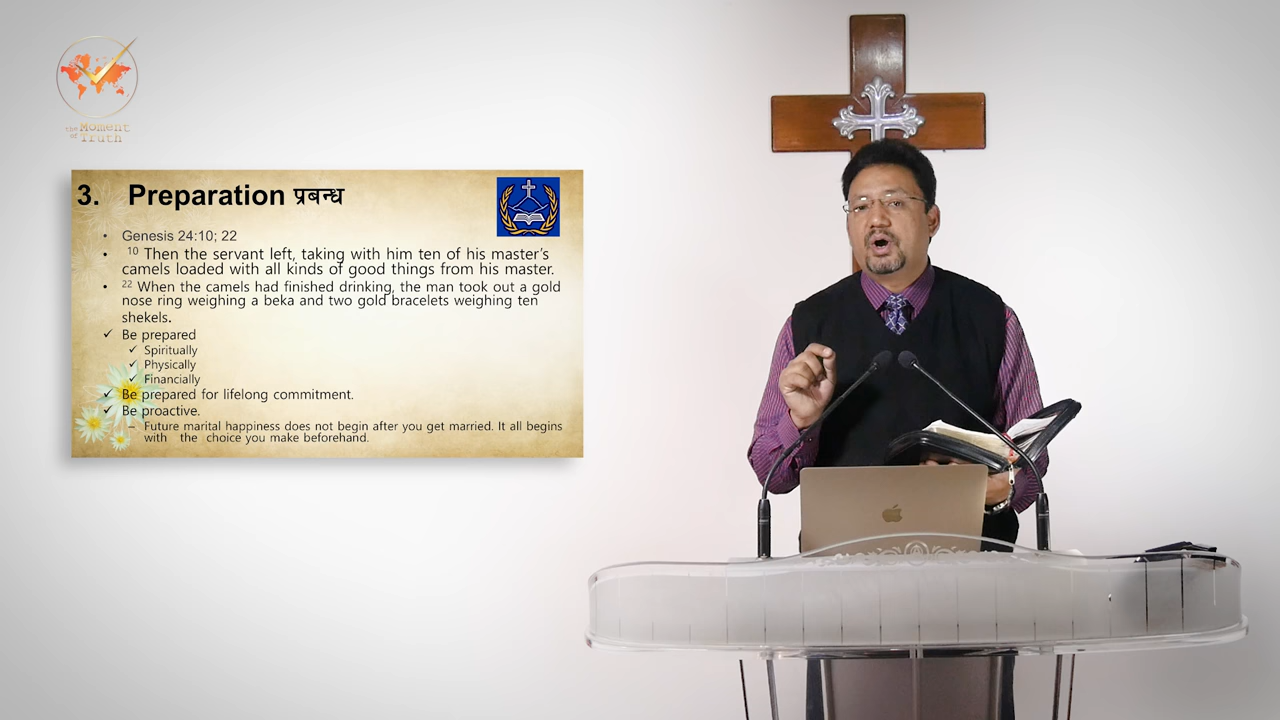 the Moment
of Truth
3. Preparation प्रबन्ध
• Genesis 24:10; 22
• 10 Then the servant left, taking with him ten of his master's
camels loaded with all kinds of good things from his master.
• 22 When the camels had finished drinking, the man took out a gold
nose ring weighing a beka and two gold bracelets weighing ten
shekels.
✓ Be prepared
✓ Spiritually
✓ Physically
✓ Financially
✓ Be prepared for lifelong commitment.
✓ Be proactive.
– Future marital happiness does not begin after you get married. It all begins
with the choice you make beforehand.